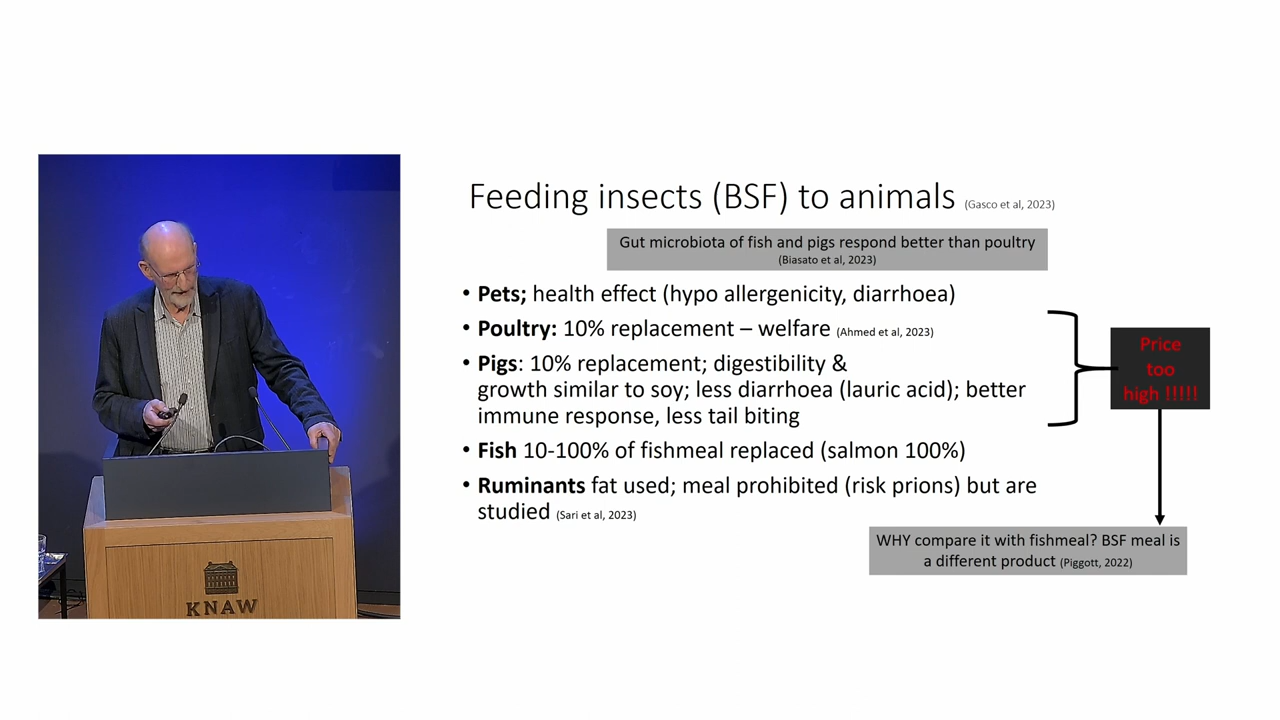 Feeding insects (BSF) to animals (Gasco et al, 2023)
Gut microbiota of fish and pigs respond better than poultry
(Biasato et al, 2023)
• Pets; health effect (hypo allergenicity, diarrhoea)
• Poultry: 10% replacement – welfare (Ahmed et al, 2023)
• Pigs: 10% replacement; digestibility &
growth similar to soy; less diarrhoea (lauric acid); better
immune response, less tail biting
Price
too
high !!!!!
• Fish 10-100% of fishmeal replaced (salmon 100%)
• Ruminants fat used; meal prohibited (risk prions) but are
studied (Sari et al, 2023)
WHY compare it with fishmeal? BSF meal is
a different product (Piggott, 2022)
KNAW